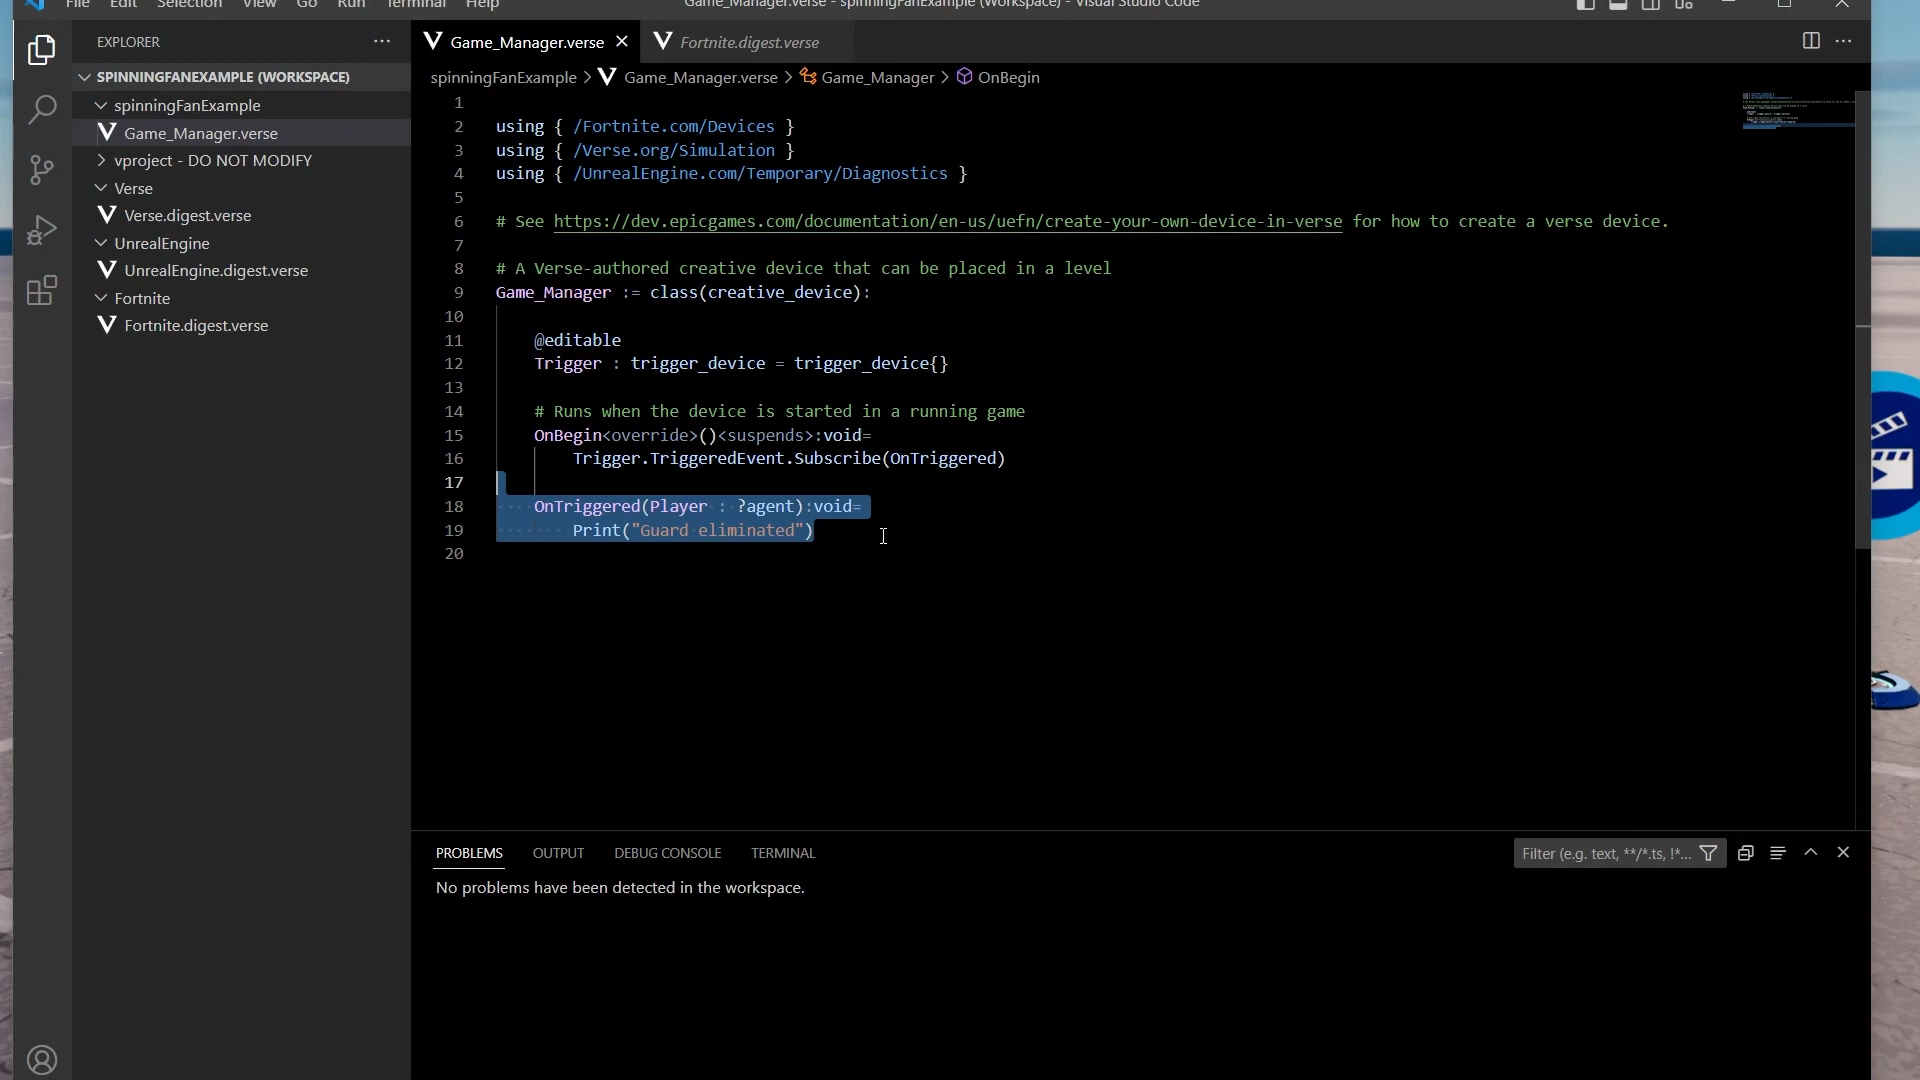 File Edit Selection View Go Run Terminal Help
Game_Manager.verse - spinningFanExample (Workspace) - Visual Studio Code
EXPLORER
SPINNINGFANEXAMPLE (WORKSPACE)
spinningFanExample
Game_Manager.verse
vproject - DO NOT MODIFY
Verse
Verse.digest.verse
UnrealEngine
UnrealEngine.digest.verse
Fortnite
Fortnite.digest.verse
Game_Manager.verse Fortnite.digest.verse
spinningFanExample > Game_Manager.verse > Game_Manager > OnBegin
1
2 using { /Fortnite.com/Devices }
3 using { /Verse.org/Simulation }
4 using { /UnrealEngine.com/Temporary/Diagnostics }
5
6 # See https://dev.epicgames.com/documentation/en-us/uefn/create-your-own-device-in-verse for how to create a verse device.
7
8 # A Verse-authored creative device that can be placed in a level
9 Game_Manager := class(creative_device):
10
11 @editable
12 Trigger : trigger_device = trigger_device{}
13
14 # Runs when the device is started in a running game
15 OnBegin<override>()<suspends>:void=
16 Trigger.TriggeredEvent.Subscribe(OnTriggered)
17
18 OnTriggered(Player : ?agent):void=
19 Print("Guard eliminated")
20
PROBLEMS OUTPUT DEBUG CONSOLE TERMINAL
Filter (e.g. text, **/*.ts, !*...
No problems have been detected in the workspace.